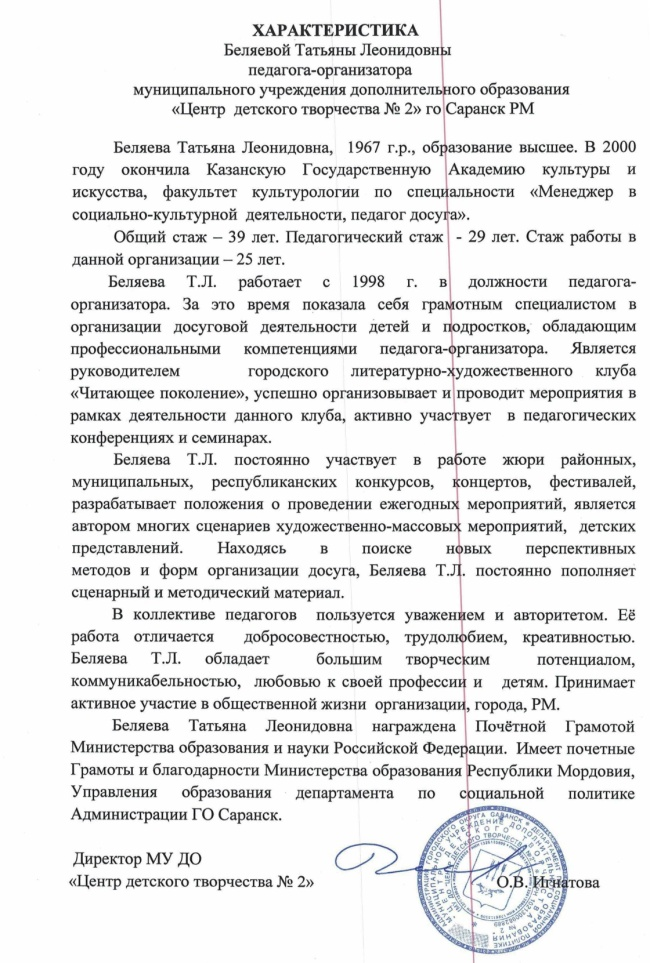 ХАРАКТЕРИСТИКА
Беляевой Татьяны Леонидовны
педагога-организатора
муниципального учреждения дополнительного образования
«Центр детского творчества № 2» го Саранск РМ
Беляева Татьяна Леонидовна, 1967 г.р., образование высшее. В 2000
году окончила Казанскую Государственную Академию культуры и
искусства, факультет культурологии по специальности «Менеджер в
социально-культурной деятельности, педагог досуга».
Общий стаж – 39 лет. Педагогический стаж - 29 лет. Стаж работы в
данной организации – 25 лет.
Беляева Т.Л. работает с 1998 г. в должности педагога-
организатора. За это время показала себя грамотным специалистом в
организации досуговой деятельности детей и подростков, обладающим
профессиональными компетенциями педагога-организатора. Является
руководителем городского литературно-художественного клуба
«Читающее поколение», успешно организовывает и проводит мероприятия в
рамках деятельности данного клуба, активно участвует в педагогических
конференциях и семинарах.
Беляева Т.Л. постоянно участвует в работе жюри районных,
муниципальных, республиканских конкурсов, концертов, фестивалей,
разрабатывает положения о проведении ежегодных мероприятий, является
автором многих сценариев художественно-массовых мероприятий, детских
представлений. Находясь в поиске новых перспективных
методов и форм организации досуга, Беляева Т.Л. постоянно пополняет
сценарный и методический материал.
В коллективе педагогов пользуется уважением и авторитетом. Её
работа отличается добросовестностью, трудолюбием, креативностью.
Беляева Т.Л. обладает большим творческим потенциалом,
коммуникабельностью, любовью к своей профессии и детям. Принимает
активное участие в общественной жизни организации, города, РМ.
Беляева Татьяна Леонидовна награждена Почётной Грамотой
Министерства образования и науки Российской Федерации. Имеет почетные
Грамоты и благодарности Министерства образования Республики Мордовия,
Управления образования департамента по социальной политике
Администрации ГО Саранск.
Директор МУ ДО
«Центр детского творчества № 2» О.В. Игнатова